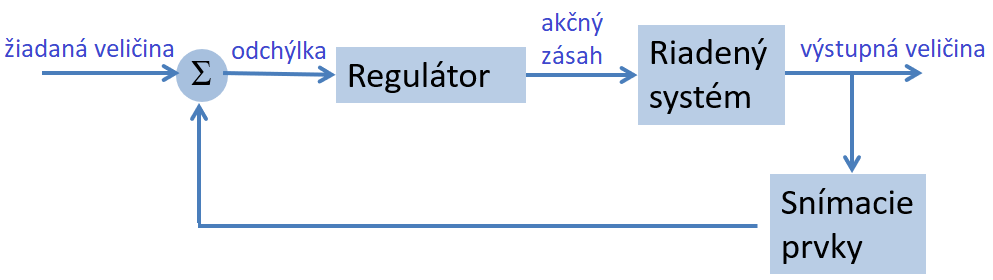 žiadaná veličina
Σ
odchýlka
Regulátor
akčný
zásah
Riadený
systém
výstupná veličina
Snímacie
prvky